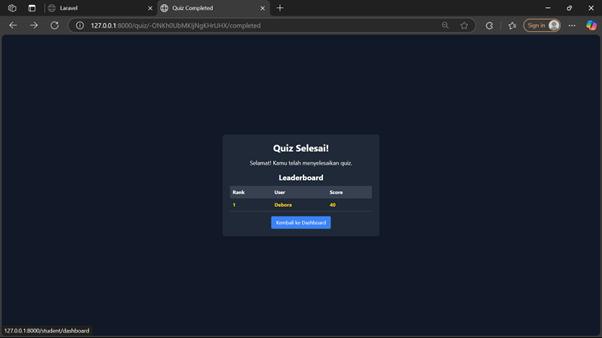 Laravel
Quiz Completed
127.0.0.1:8000/quiz/-ONKh0UbMKIjNgKHrUHX/completed
Sign in
Quiz Selesai!
Selamat! Kamu telah menyelesaikan quiz.
Leaderboard
Rank User Score
1 Debora 40
Kembali ke Dashboard
127.0.0.1:8000/student/dashboard